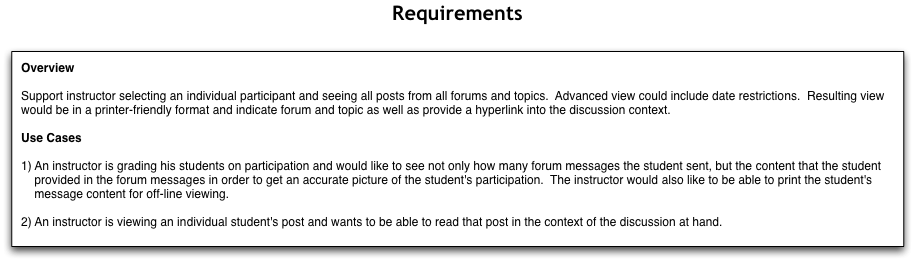 Requirements
Overview
Support instructor selecting an individual participant and seeing all posts from all forums and topics.  Advanced view could include date restrictions.  Resulting view
would be in a printer-friendly format and indicate forum and topic as well as provide a hyperlink into the discussion context.
Use Cases
1) An instructor is grading his students on participation and would like to see not only how many forum messages the student sent, but the content that the student
provided in the forum messages in order to get an accurate picture of the student's participation.  The instructor would also like to be able to print the student's
message content for off-line viewing.
2) An instructor is viewing an individual student's post and wants to be able to read that post in the context of the discussion at hand.